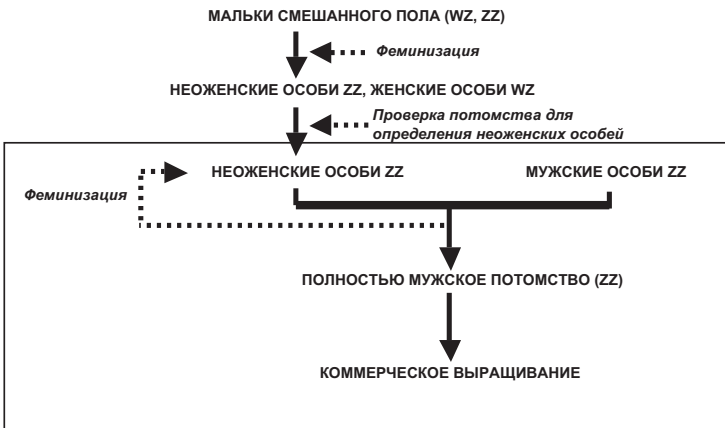 МАЛЬКИ СМЕШАННОГО ПОЛА (WZ, ZZ)
Феминизация
НЕОЖЕНСКИЕ ОСОБИ ZZ, ЖЕНСКИЕ ОСОБИ WZ
Проверка потомства для
определения неоженских особей
НЕОЖЕНСКИЕ ОСОБИ ZZ
МУЖСКИЕ ОСОБИ ZZ
Феминизация
ПОЛНОСТЬЮ МУЖСКОЕ ПОТОМСТВО (ZZ)
КОММЕРЧЕСКОЕ ВЫРАЩИВАНИЕ